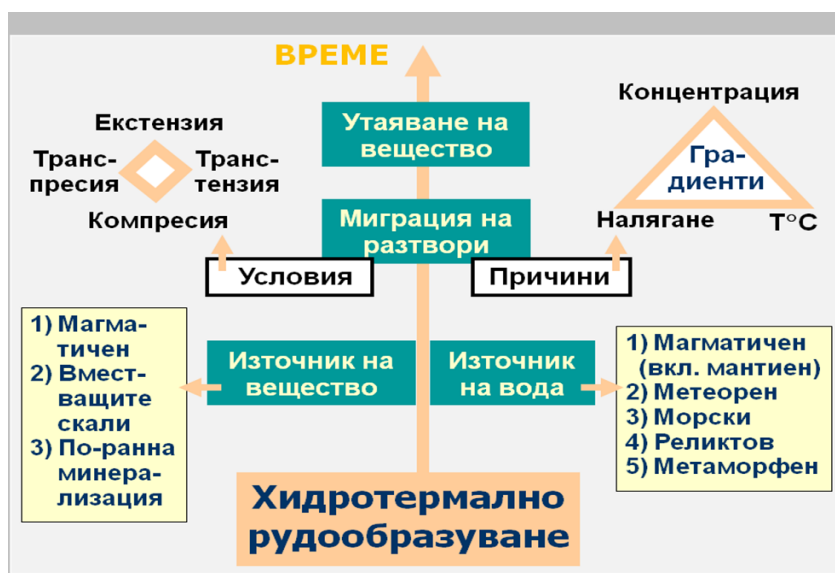 ВРЕМЕ
Утаяване на
вещество
Екстензия
Транс-
пресия
Транс-
тензия
Компресия
Концентрация
Гра-
диенти
Налягане
T°C
Миграция на
разтвори
Условия
Причини
1) Магма-
тичен
2) Вмест-
ващите
скали
3) По-ранна
минера-
лизация
Източник на
вещество
Източник
на вода
1) Магматичен
(вкл. мантиен)
2) Метеорен
3) Морски
4) Реликтов
5) Метаморфен
Хидротермално
рудообразуване